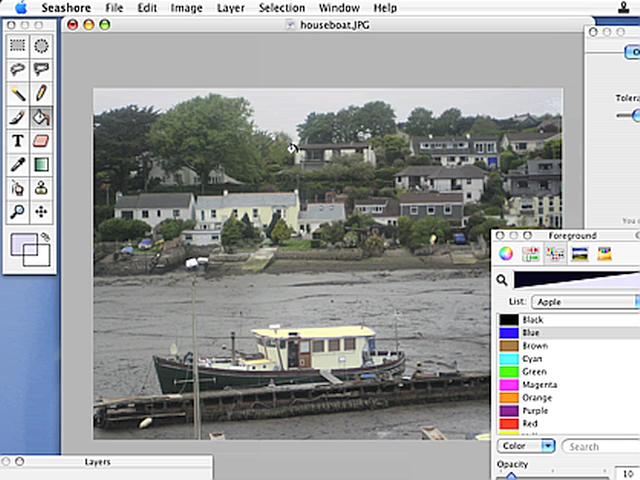 Seashore File Edit Image Layer Selection Window Help
houseboat.JPG
Tolera
You c
T
Foreground
List: Apple
Black
Blue
Brown
Cyan
Green
Magenta
Orange
Purple
Red
Color
Search
Opacity
10
Layers